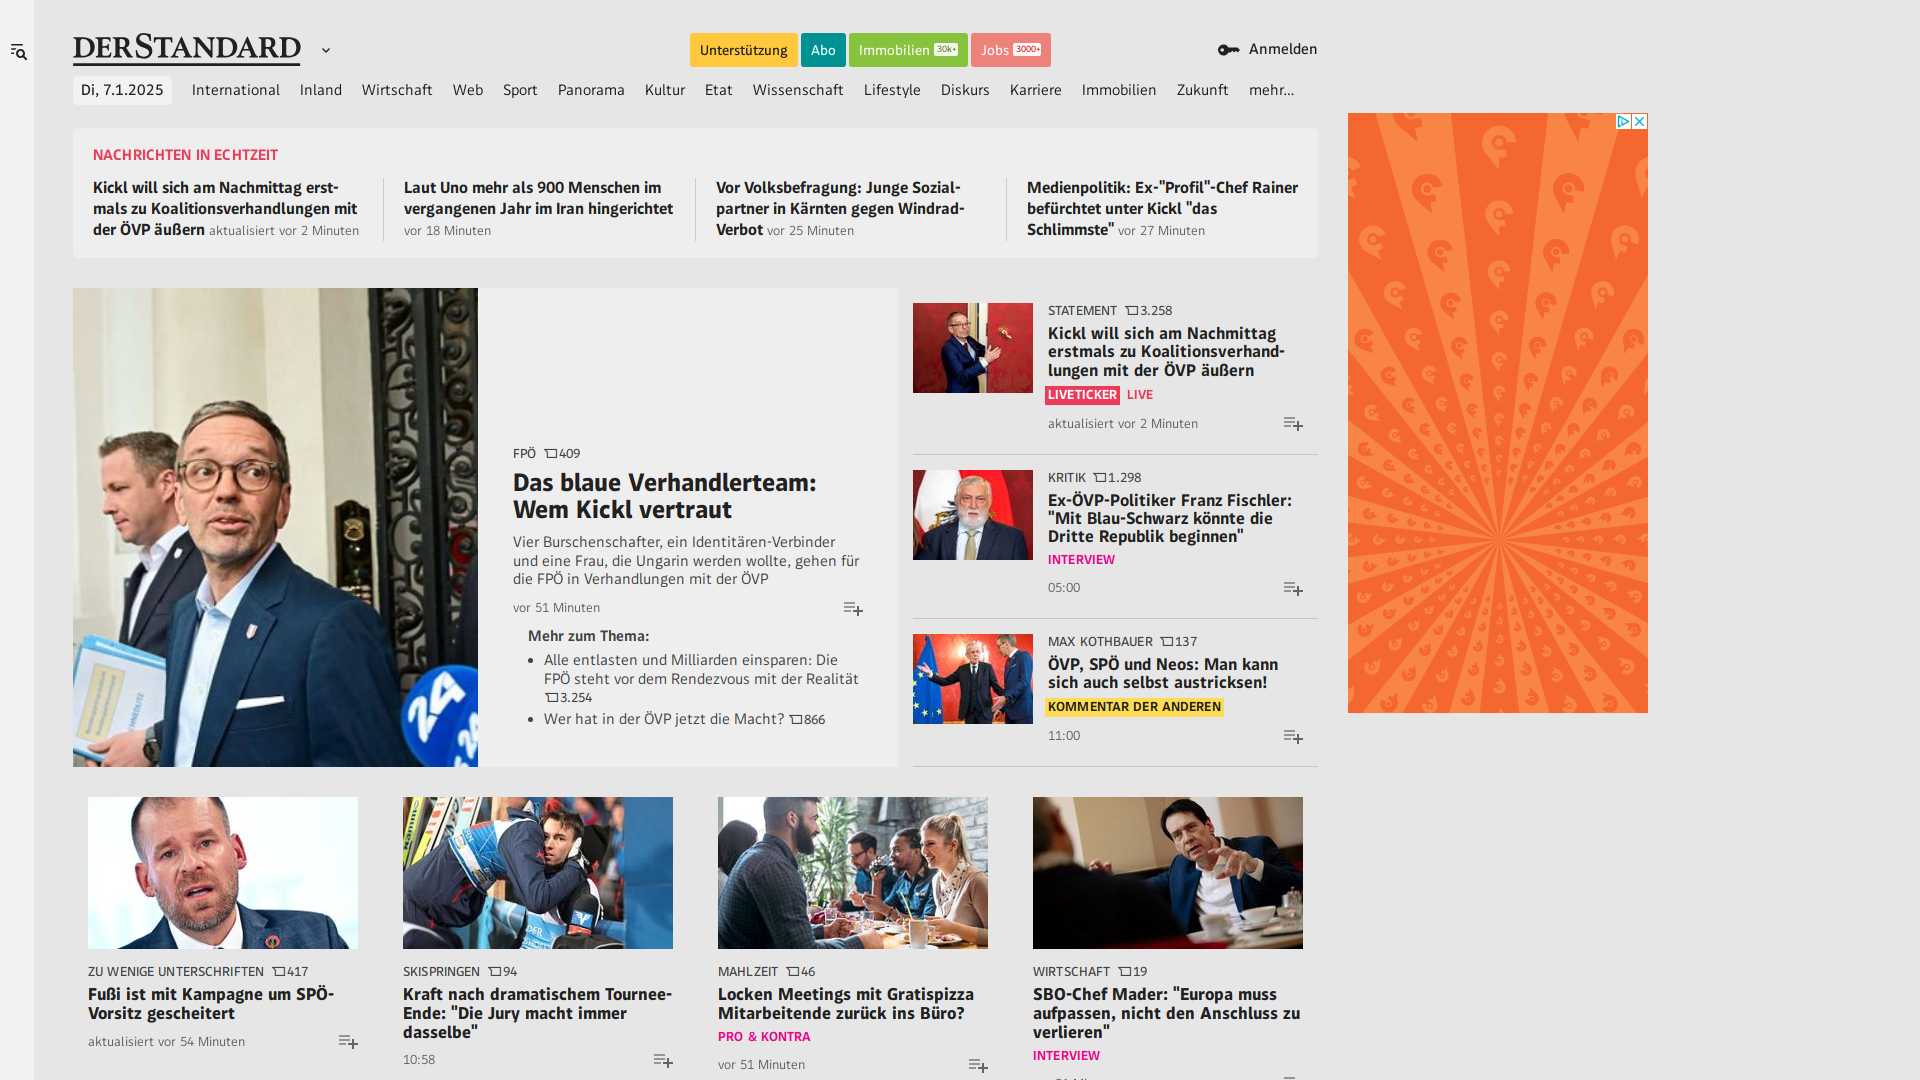 DERSTANDARD
Unterstützung
Abo
Immobilien 30k+
Jobs 3000+
Anmelden
Di, 7.1.2025
International
Inland
Wirtschaft
Web
Sport
Panorama
Kultur
Etat
Wissenschaft
Lifestyle
Diskurs
Karriere
Immobilien
Zukunft
mehr…
NACHRICHTEN IN ECHTZEIT
Kickl will sich am Nachmittag erst-
mals zu Koalitionsverhandlungen mit
der ÖVP äußern aktualisiert vor 2 Minuten
Laut Uno mehr als 900 Menschen im
vergangenen Jahr im Iran hingerichtet
vor 18 Minuten
Vor Volksbefragung: Junge Sozial-
partner in Kärnten gegen Windrad-
Verbot vor 25 Minuten
Medienpolitik: Ex-"Profil"-Chef Rainer
befürchtet unter Kickl "das
Schlimmste" vor 27 Minuten
24
FPÖ 409
Das blaue Verhandlerteam:
Wem Kickl vertraut
Vier Burschenschafter, ein Identitären-Verbinder
und eine Frau, die Ungarin werden wollte, gehen für
die FPÖ in Verhandlungen mit der ÖVP
vor 51 Minuten
Mehr zum Thema:
• Alle entlasten und Milliarden einsparen: Die
FPÖ steht vor dem Rendezvous mit der Realität
3.254
• Wer hat in der ÖVP jetzt die Macht? 866
STATEMENT 3.258
Kickl will sich am Nachmittag
erstmals zu Koalitionsverhand-
lungen mit der ÖVP äußern
LIVETICKER LIVE
aktualisiert vor 2 Minuten
KRITIK 1.298
Ex-ÖVP-Politiker Franz Fischler:
"Mit Blau-Schwarz könnte die
Dritte Republik beginnen"
INTERVIEW
05:00
MAX KOTHBAUER 137
ÖVP, SPÖ und Neos: Man kann
sich auch selbst austricksen!
KOMMENTAR DER ANDEREN
11:00
ZU WENIGE UNTERSCHRIFTEN 417
Fußi ist mit Kampagne um SPÖ-
Vorsitz gescheitert
aktualisiert vor 54 Minuten
SKISPRINGEN 94
Kraft nach dramatischem Tournee-
Ende: "Die Jury macht immer
dasselbe"
10:58
MAHLZEIT 46
Locken Meetings mit Gratispizza
Mitarbeitende zurück ins Büro?
PRO & KONTRA
vor 51 Minuten
WIRTSCHAFT 19
SBO-Chef Mader: "Europa muss
aufpassen, nicht den Anschluss zu
verlieren"
INTERVIEW